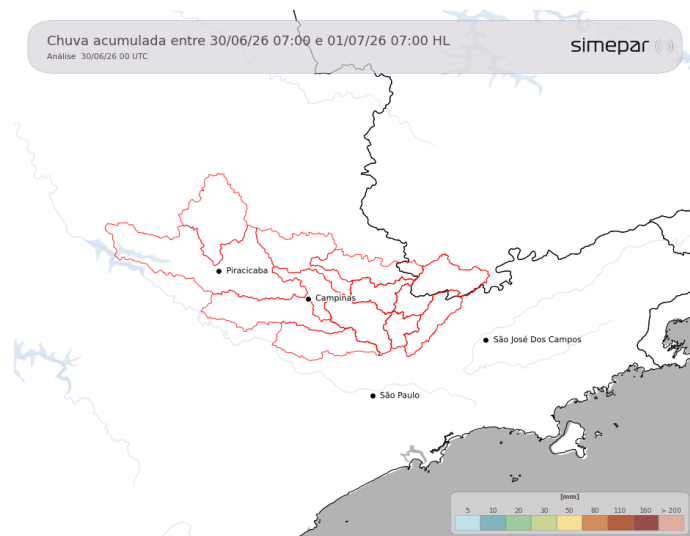 Chuva acumulada entre 30/06/26 07:00 e 01/07/26 07:00 HL
Análise 30/06/26 00 UTC
simepar
Piracicaba
Campinas
São José Dos Campos
São Paulo
[mm]
5 10 20 30 50 80 110 160 > 200